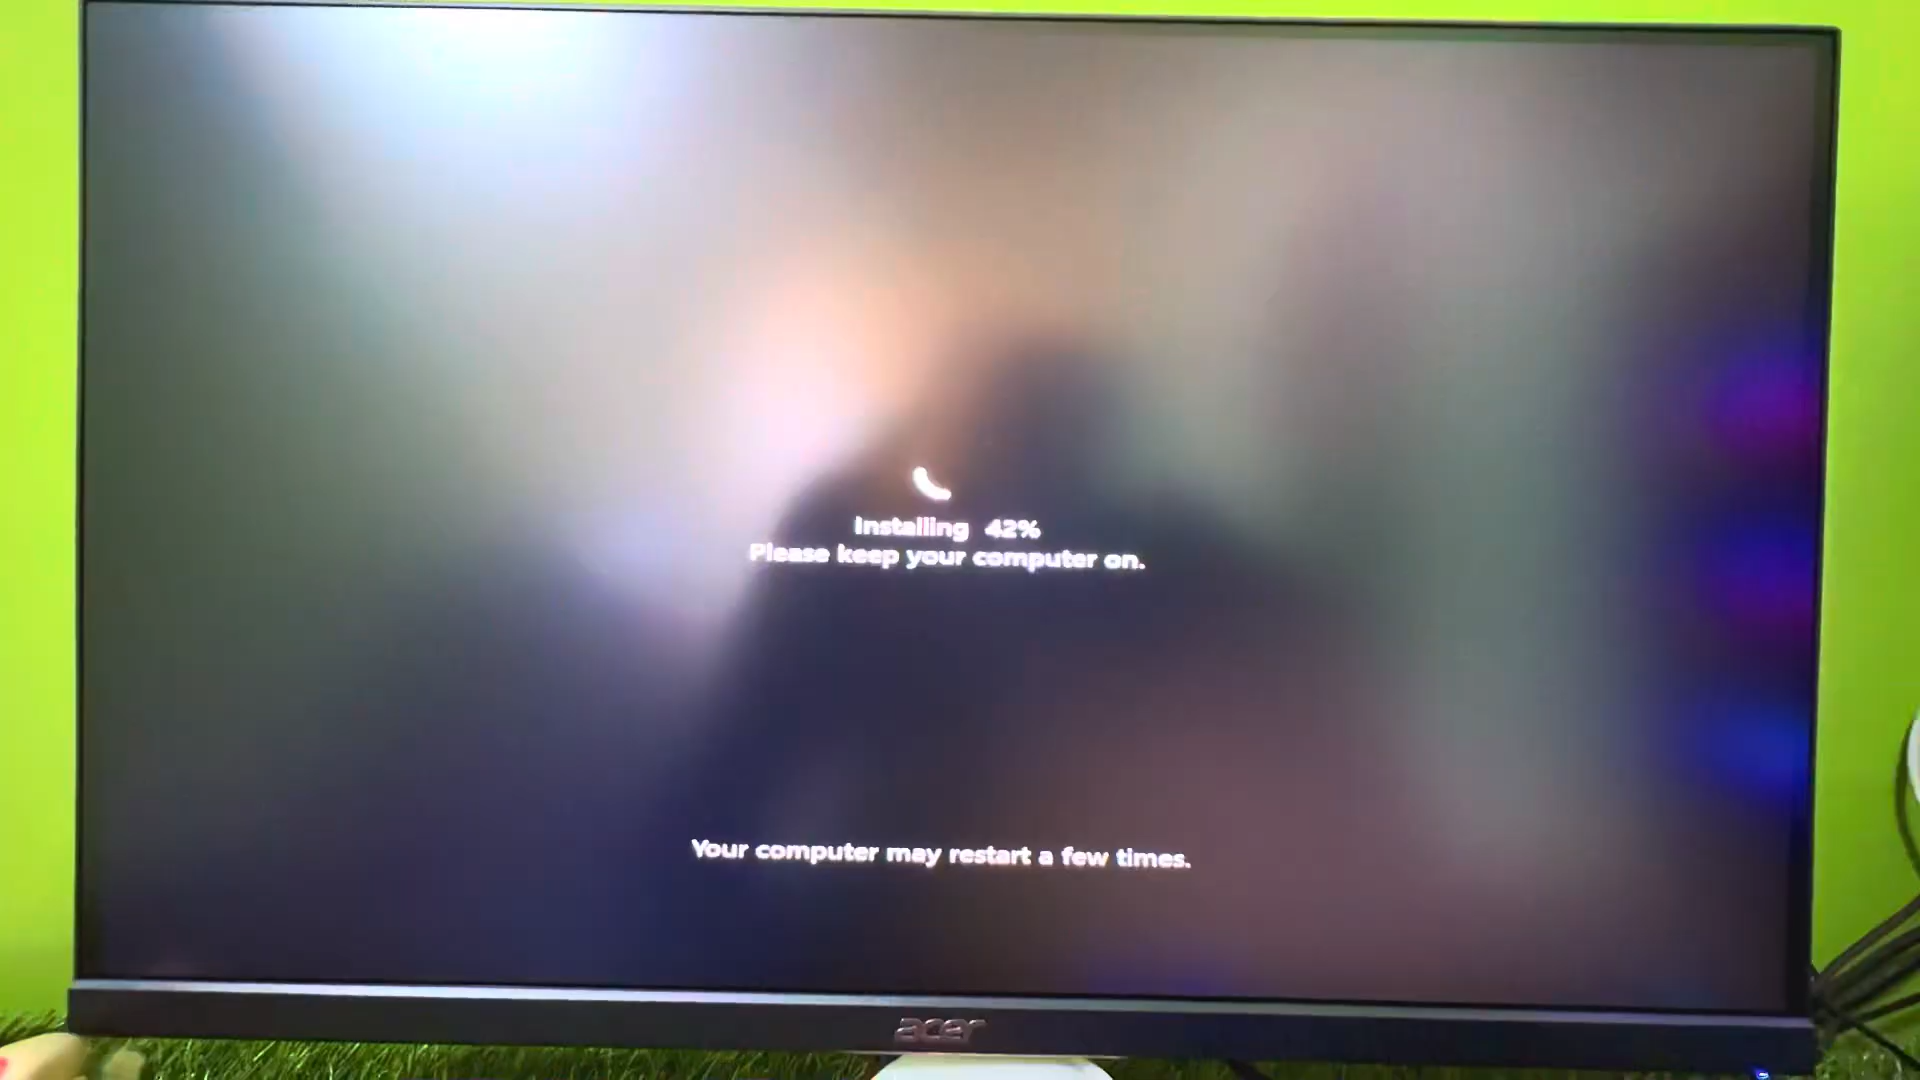 Installing 42%
Please keep your computer on.
Your computer may restart a few times.
acer